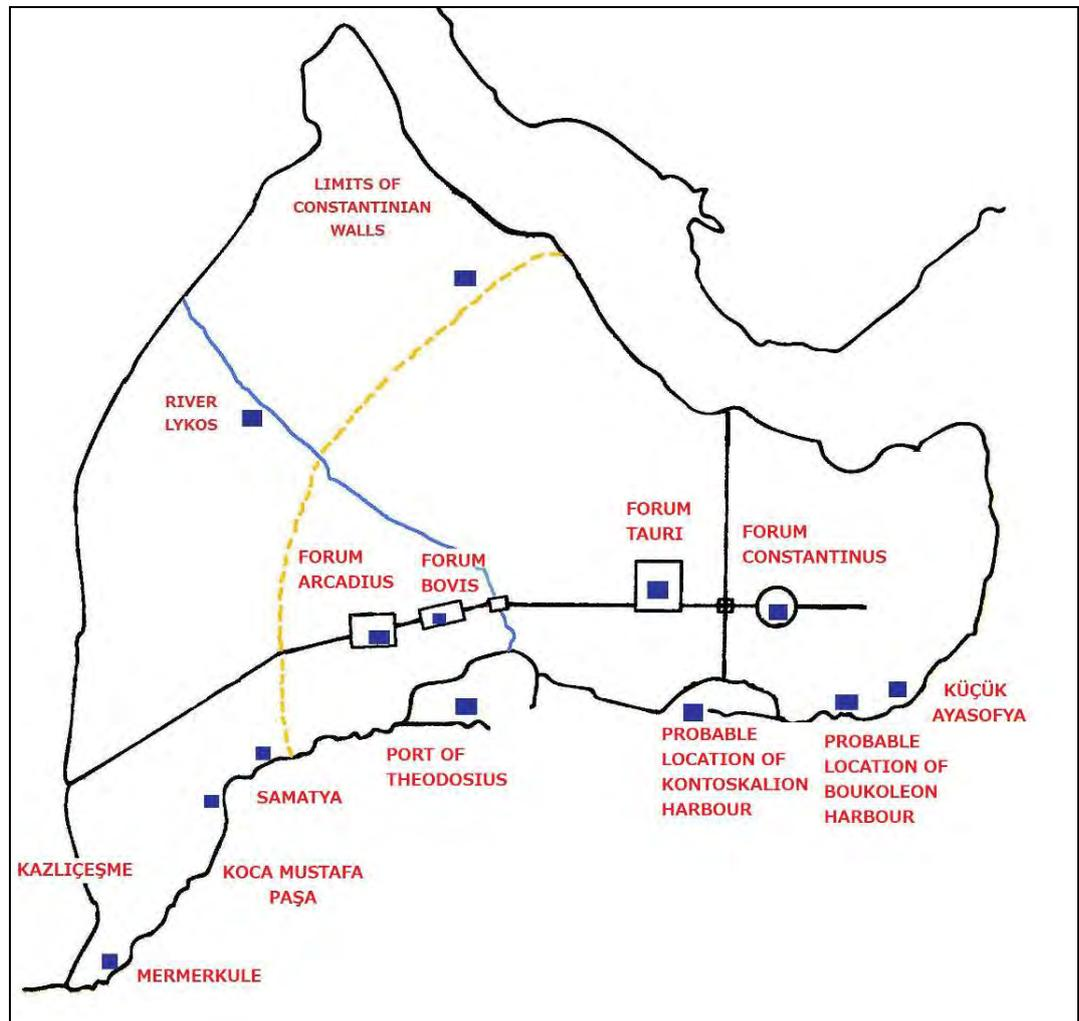 LIMITS OF
CONSTANTINIAN
WALLS
RIVER
LYKOS
FORUM
ARCADIUS
FORUM
BOVIS
FORUM
TAURI
FORUM
CONSTANTINUS
KÜÇÜK
AYASOFYA
PORT OF
THEODOSIUS
PROBABLE
LOCATION OF
KONTOSKALION
HARBOUR
PROBABLE
LOCATION OF
BOUKOLEON
HARBOUR
SAMATYA
KAZLIÇEŞME
KOCA MUSTAFA
PAŞA
MERMERKULE